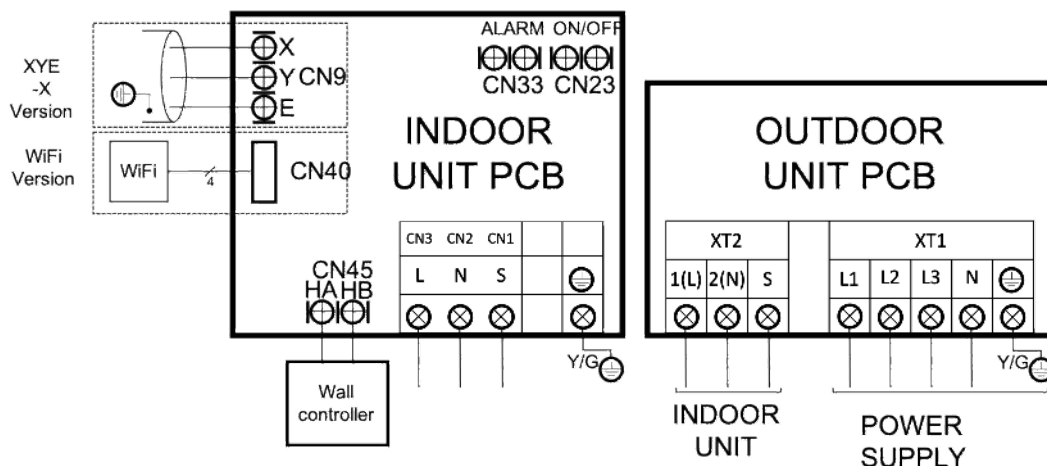 XYE
-X
Version
X
Y CN9
E
WiFi
Version
WiFi
4
CN40
ALARM ON/OFF
CN33 CN23
INDOOR
UNIT PCB
CN45
HA HB
Wall
controller
CN3 CN2 CN1
L N S
Y/G
OUTDOOR
UNIT PCB
XT2 XT1
1(L) 2(N) S L1 L2 L3 N
Y/G
INDOOR
UNIT
POWER
SUPPLY